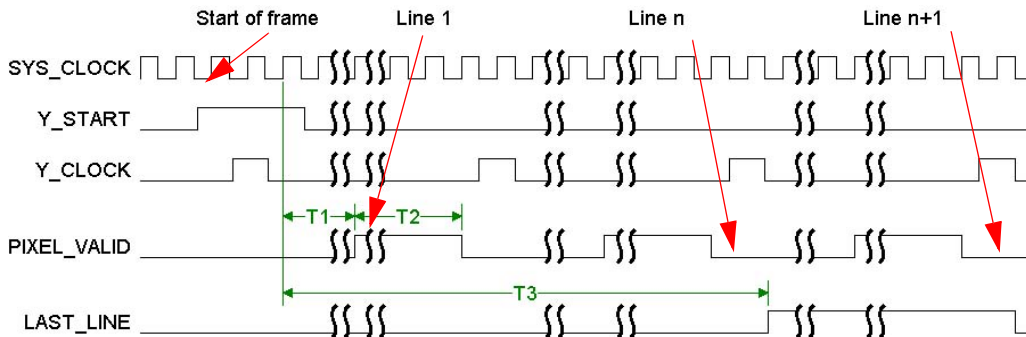 Start of frame
Line 1
Line n
Line n+1
SYS_CLOCK
Y_START
Y_CLOCK
T1
T2
PIXEL_VALID
T3
LAST_LINE